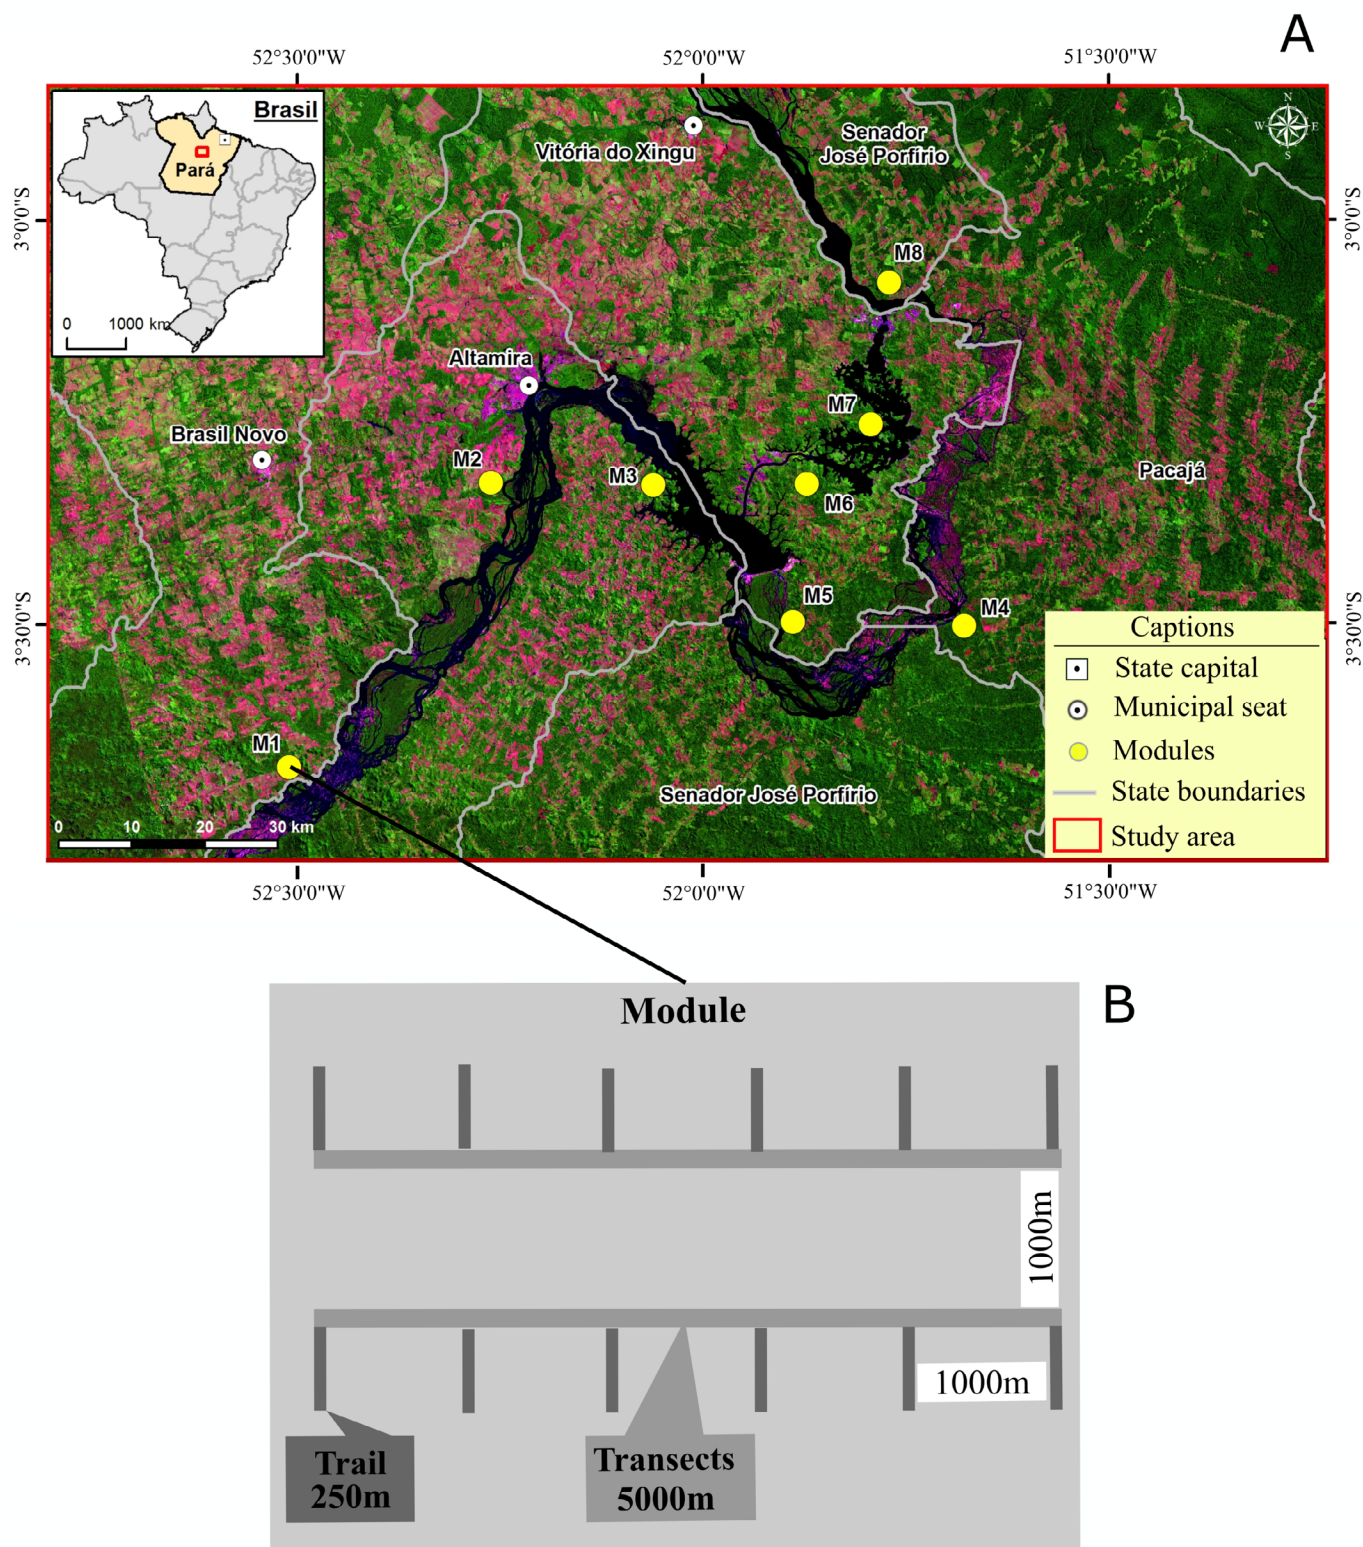 A
52°30'0"W
52°0'0"W
51°30'0"W
Brasil
Pará
0
1000 km
N
W
E
S
Vitória do Xingu
Senador
José Porfírio
3°0'0"S
3°0'0"S
M8
Altamira
M7
Brasil Novo
M2
M3
M6
Pacajá
M5
M4
3°30'0"S
3°30'0"S
M1
Senador José Porfírio
0
10
20
30 km
Captions
State capital
Municipal seat
Modules
State boundaries
Study area
52°30'0"W
52°0'0"W
51°30'0"W
B
Module
1000m
1000m
Trail
250m
Transects
5000m